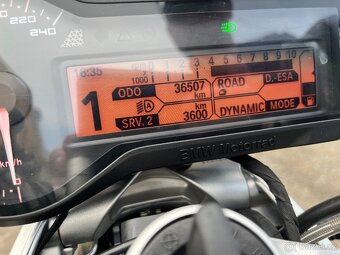 220
240
16:35
1 2 3 4 5 6 7 8 9 10
1000
1
ODO
36507
km
ROAD
D.-ESA
SRV. 2
km
3600
DYNAMIC
MODE
km/h
BMW Motorrad